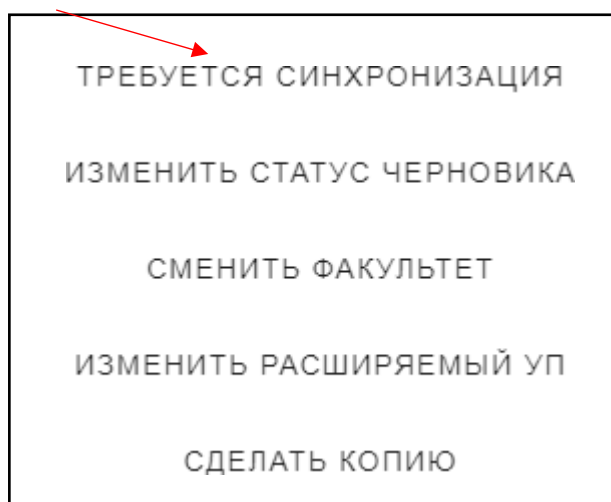 ТРЕБУЕТСЯ СИНХРОНИЗАЦИЯ
ИЗМЕНИТЬ СТАТУС ЧЕРНОВИКА
СМЕНИТЬ ФАКУЛЬТЕТ
ИЗМЕНИТЬ РАСШИРЯЕМЫЙ УП
СДЕЛАТЬ КОПИЮ